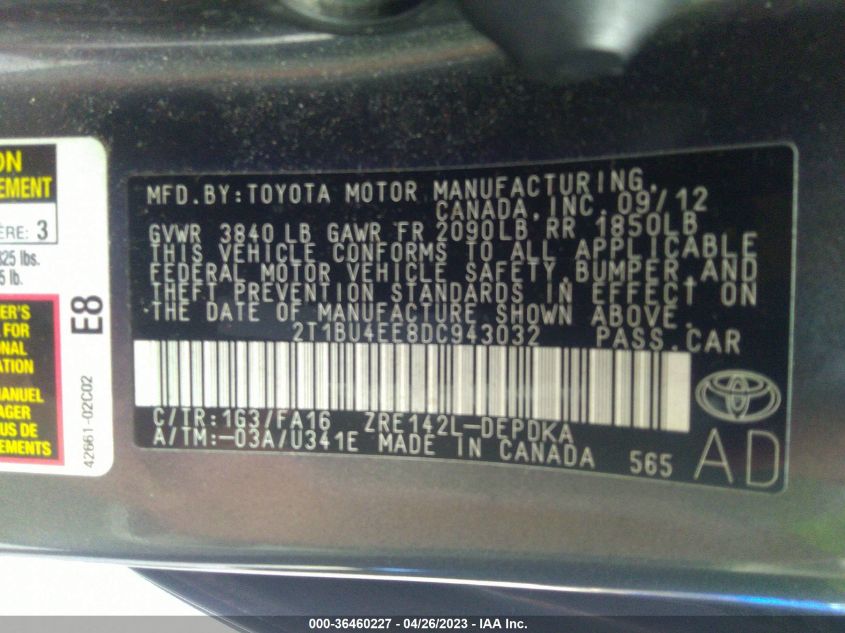 ON
EMENT
ÈRE: 3
825 lbs.
5 lb.
ER'S
FOR
ONAL
ATION
MANUEL
AGER
US DE
MENTS
E8
42661-02C02
MFD.BY:TOYOTA MOTOR MANUFACTURING,
CANADA,INC.09/12
GVWR 3840 LB GAWR FR 2090LB RR 1850LB
THIS VEHICLE CONFORMS TO ALL APPLICABLE
FEDERAL MOTOR VEHICLE SAFETY,BUMPER,AND
THEFT PREVENTION STANDARDS IN EFFECT ON
THE DATE OF MANUFACTURE SHOWN ABOVE.
2T1BU4EE8DC943032 PASS.CAR
C/TR:1G3/FA16 ZRE142L-DEPDKA
A/TM:-03A/U341E MADE IN CANADA 565
AD
000-36460227 - 04/26/2023 - IAA Inc.